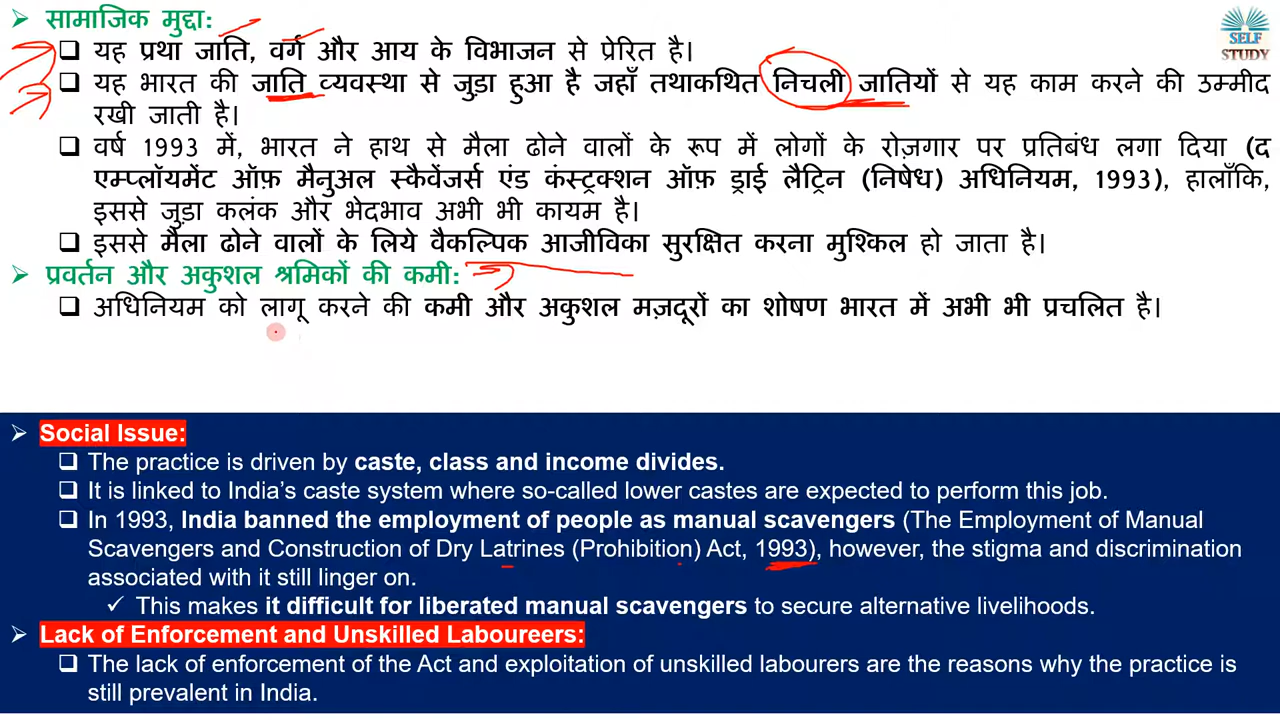 ➢ सामाजिक मुद्दा:
❑ यह प्रथा जाति, वर्ग और आय के विभाजन से प्रेरित है।
❑ यह भारत की जाति व्यवस्था से जुड़ा हुआ है जहाँ तथाकथित निचली जातियों से यह काम करने की उम्मीद
रखी जाती है।
❑ वर्ष 1993 में, भारत ने हाथ से मैला ढोने वालों के रूप में लोगों के रोज़गार पर प्रतिबंध लगा दिया (द
एम्प्लॉयमेंट ऑफ़ मैनुअल स्कैवेंजर्स एंड कंस्ट्रक्शन ऑफ़ ड्राई लैट्रिन (निषेध) अधिनियम, 1993), हालाँकि,
इससे जुड़ा कलंक और भेदभाव अभी भी कायम है।
❑ इससे मैला ढोने वालों के लिये वैकल्पिक आजीविका सुरक्षित करना मुश्किल हो जाता है।
➢ प्रवर्तन और अकुशल श्रमिकों की कमी:
❑ अधिनियम को लागू करने की कमी और अकुशल मज़दूरों का शोषण भारत में अभी भी प्रचलित है।
SELF
STUDY
➢ Social Issue:
❑ The practice is driven by caste, class and income divides.
❑ It is linked to India's caste system where so-called lower castes are expected to perform this job.
❑ In 1993, India banned the employment of people as manual scavengers (The Employment of Manual
Scavengers and Construction of Dry Latrines (Prohibition) Act, 1993), however, the stigma and discrimination
associated with it still linger on.
✓ This makes it difficult for liberated manual scavengers to secure alternative livelihoods.
➢ Lack of Enforcement and Unskilled Laboureers:
❑ The lack of enforcement of the Act and exploitation of unskilled labourers are the reasons why the practice is
still prevalent in India.